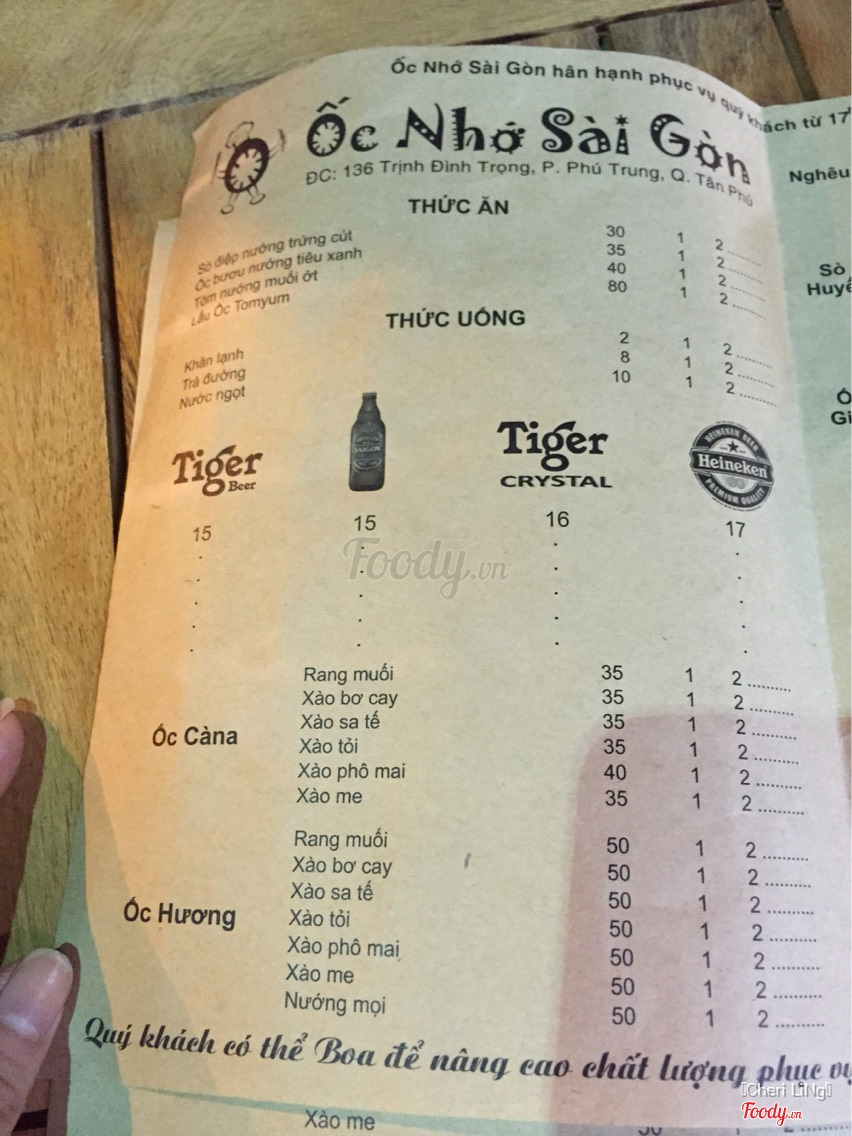 Ốc Nhớ Sài Gòn hân hạnh phục vụ quý khách từ 17
Ốc Nhớ Sài Gòn
ĐC: 136 Trịnh Đình Trọng, P. Phú Trung, Q. Tân Phú
THỨC ĂN
Sò điệp nướng trứng cút 30 1 2.........
Ốc bươu nướng tiêu xanh 35 1 2.........
Tôm nướng muối ớt 40 1 2.........
Lẩu Ốc Tomyum 80 1 2.........
THỨC UỐNG
Khăn lạnh 2 1 2.........
Trà đường 8 1 2.........
Nước ngọt 10 1 2.........
Tiger Beer
SAIGON
Tiger CRYSTAL
HEINEKEN BEER
Heineken
PREMIUM QUALITY
15 15 16 17
Foody.vn
Ốc Càna
Rang muối 35 1 2..........
Xào bơ cay 35 1 2..........
Xào sa tế 35 1 2..........
Xào tỏi 35 1 2..........
Xào phô mai 40 1 2..........
Xào me 35 1 2..........
Ốc Hương
Rang muối 50 1 2..........
Xào bơ cay 50 1 2..........
Xào sa tế 50 1 2..........
Xào tỏi 50 1 2..........
Xào phô mai 50 1 2..........
Xào me 50 1 2..........
Nướng mọi 50 1 2..........
Quý khách có thể Boa để nâng cao chất lượng phục vụ
Xào me
Nghêu
Sò
Huyế
Ố
Gi
[Cheri LiNg]
Foody.vn